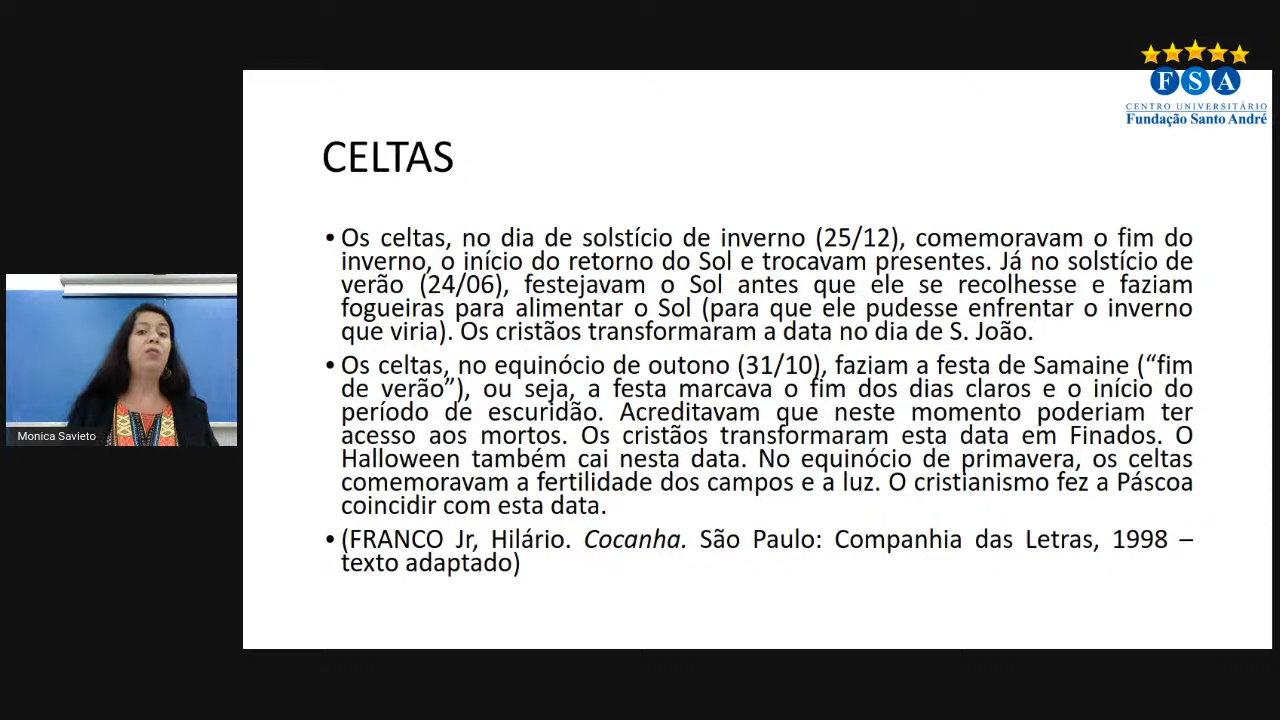 FSA
CENTRO UNIVERSITÁRIO
Fundação Santo André
CELTAS
• Os celtas, no dia de solstício de inverno (25/12), comemoravam o fim do
inverno, o início do retorno do Sol e trocavam presentes. Já no solstício de
verão (24/06), festejavam o Sol antes que ele se recolhesse e faziam
fogueiras para alimentar o Sol (para que ele pudesse enfrentar o inverno
que viria). Os cristãos transformaram a data no dia de S. João.
• Os celtas, no equinócio de outono (31/10), faziam a festa de Samaine (“fim
de verão”), ou seja, a festa marcava o fim dos dias claros e o início do
período de escuridão. Acreditavam que neste momento poderiam ter
acesso aos mortos. Os cristãos transformaram esta data em Finados. O
Halloween também cai nesta data. No equinócio de primavera, os celtas
comemoravam a fertilidade dos campos e a luz. O cristianismo fez a Páscoa
coincidir com esta data.
• (FRANCO Jr, Hilário. Cocanha. São Paulo: Companhia das Letras, 1998 –
texto adaptado)
Monica Savieto